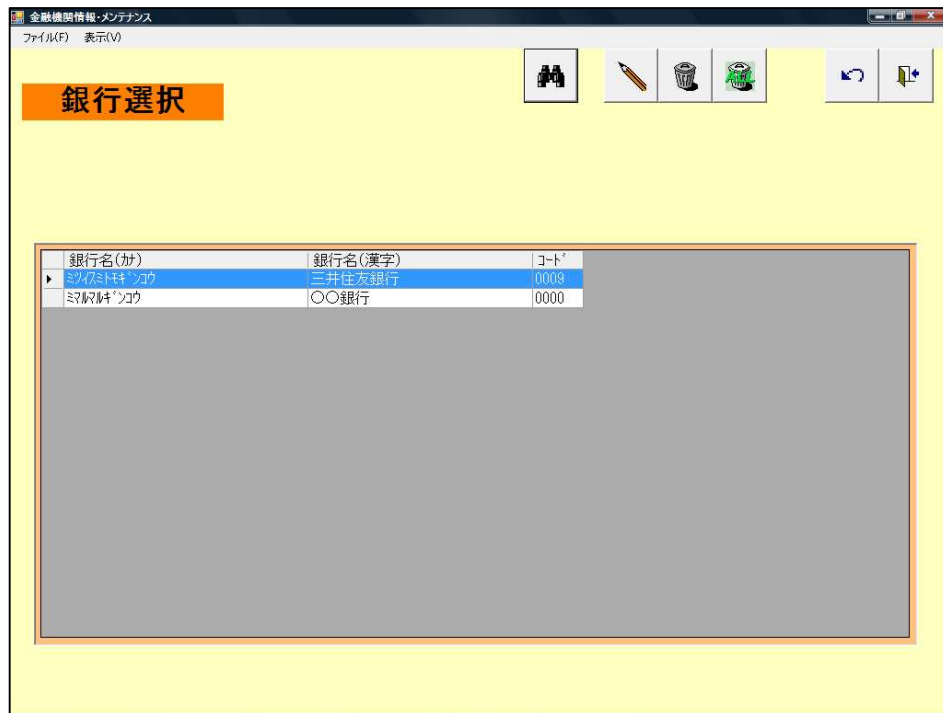 金融機関情報・メンテナンス
ファイル(F) 表示(V)
銀行選択
銀行名(ｶﾅ) 銀行名(漢字) ｺｰﾄﾞ
ﾐﾂｲｽﾐﾄﾓｷﾞﾝｺｳ 三井住友銀行 0009
ﾐﾏﾙﾏﾙｷﾞﾝｺｳ 〇〇銀行 0000